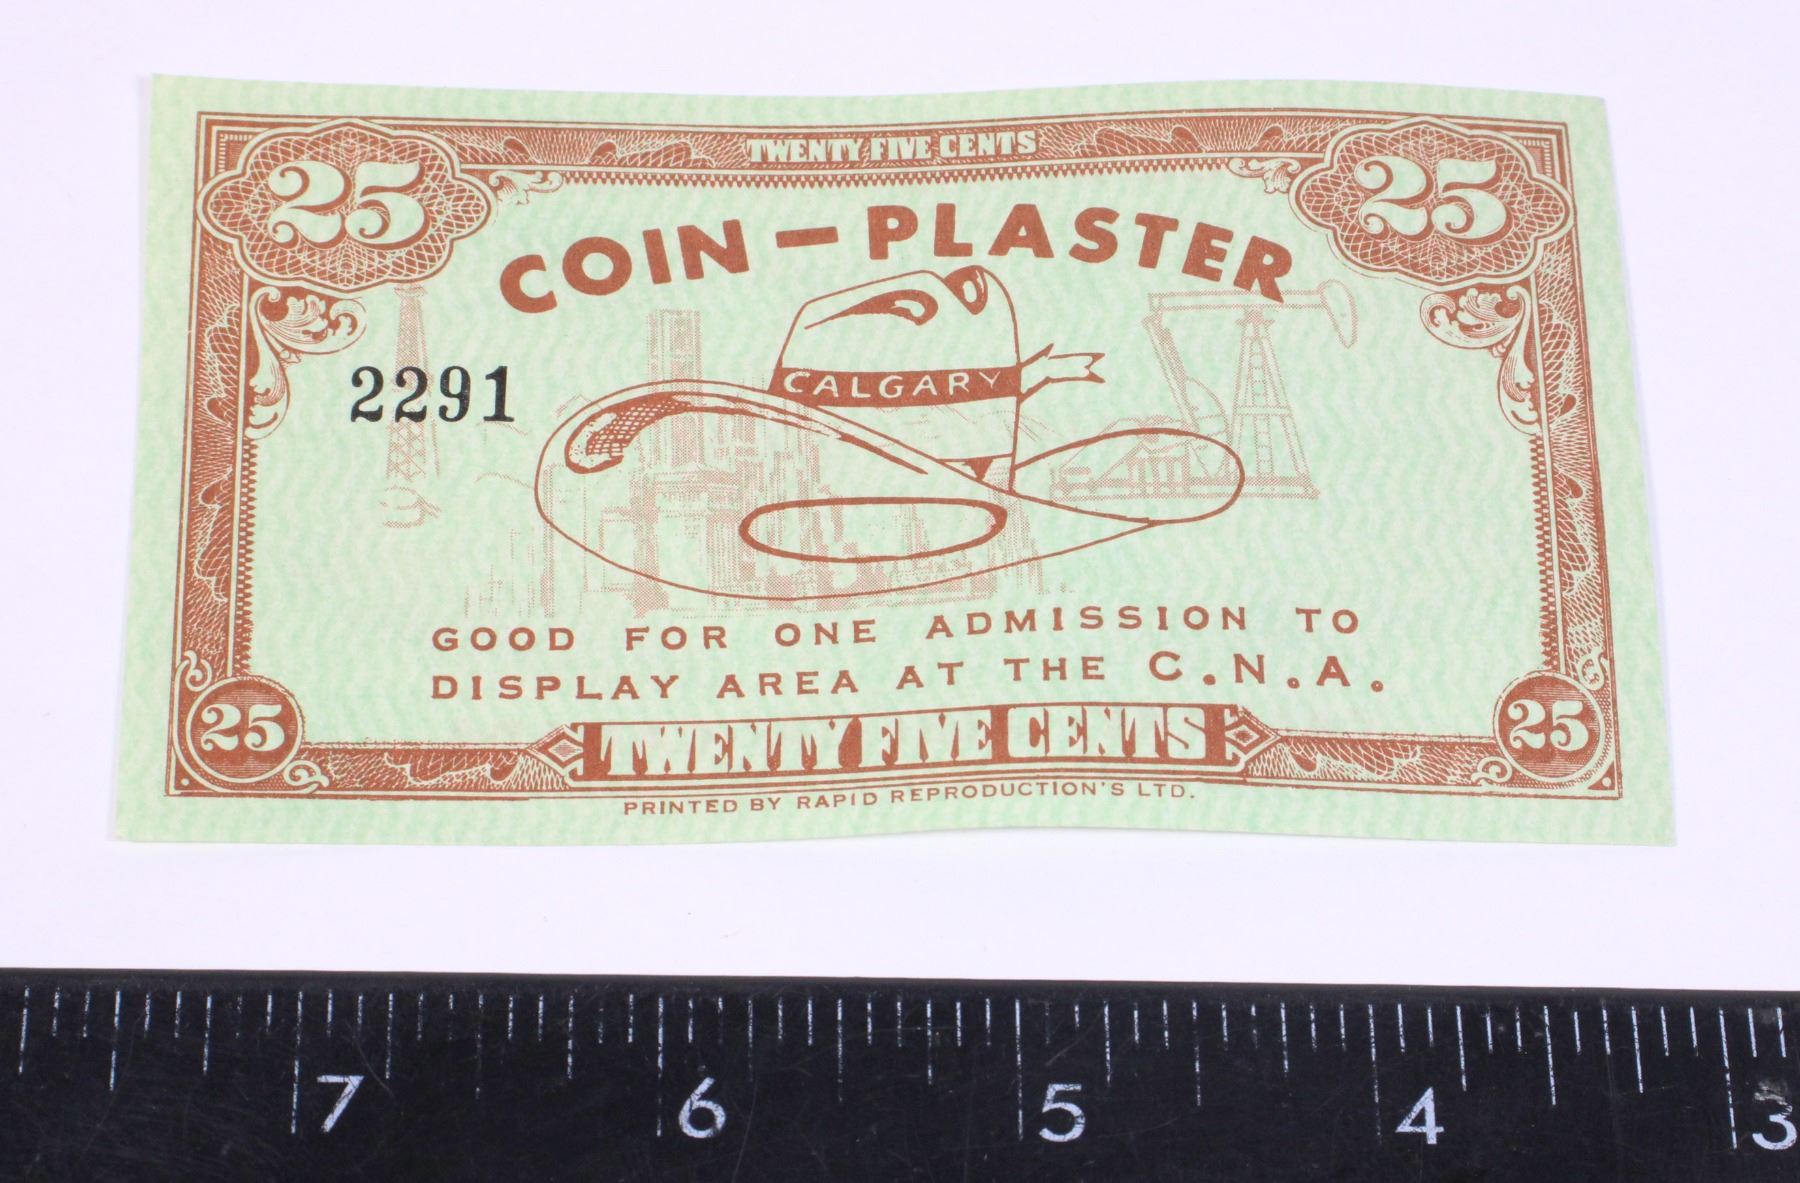 TWENTY FIVE CENTS
25 25
COIN-PLASTER
2291
CALGARY
GOOD FOR ONE ADMISSION TO
DISPLAY AREA AT THE C.N.A.
25 TWENTY FIVE CENTS 25
PRINTED BY RAPID REPRODUCTION'S LTD.
7 6 5 4 3